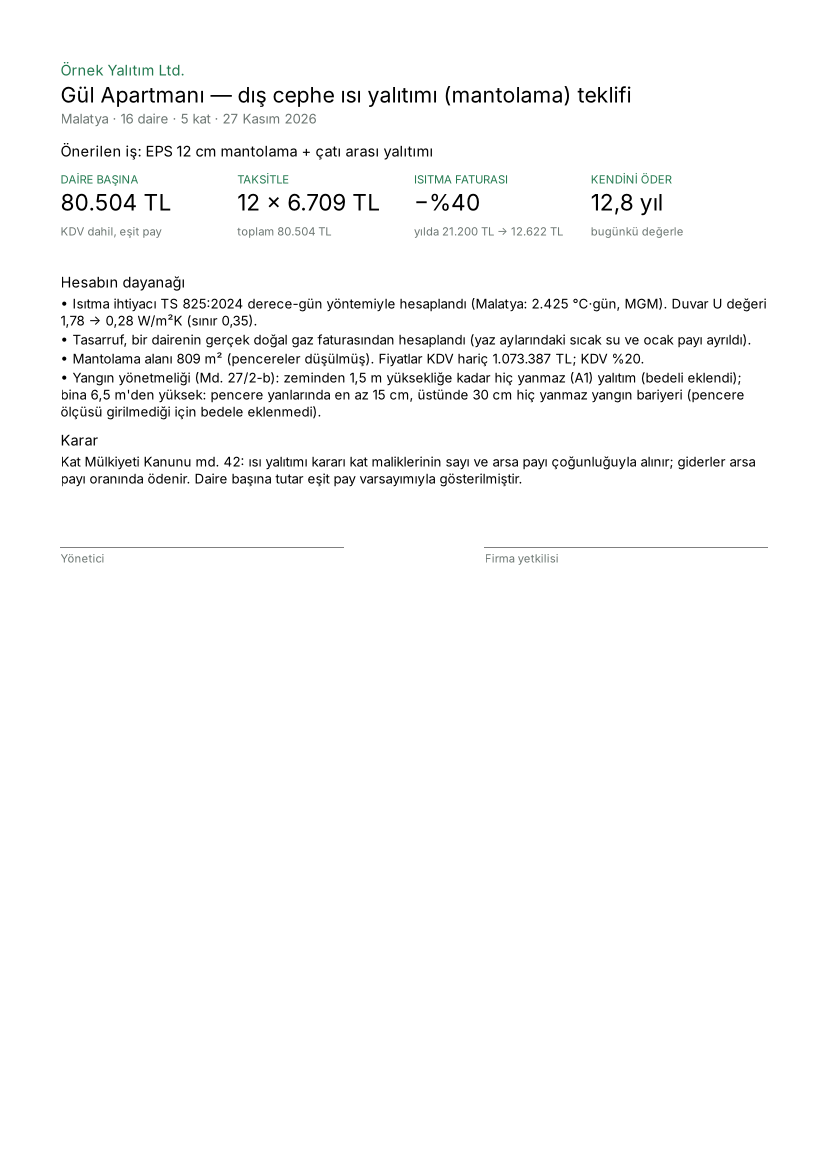 Örnek Yalıtım Ltd.
Gül Apartmanı — dış cephe ısı yalıtımı (mantolama) teklifi
Malatya · 16 daire · 5 kat · 27 Kasım 2026
Önerilen iş: EPS 12 cm mantolama + çatı arası yalıtımı
DAİRE BAŞINA
80.504 TL
KDV dahil, eşit pay
TAKSİTLE
12 × 6.709 TL
toplam 80.504 TL
ISITMA FATURASI
−%40
yılda 21.200 TL → 12.622 TL
KENDİNİ ÖDER
12,8 yıl
bugünkü değerle
Hesabın dayanağı
• Isıtma ihtiyacı TS 825:2024 derece-gün yöntemiyle hesaplandı (Malatya: 2.425 °C·gün, MGM). Duvar U değeri
1,78 → 0,28 W/m²K (sınır 0,35).
• Tasarruf, bir dairenin gerçek doğal gaz faturasından hesaplandı (yaz aylarındaki sıcak su ve ocak payı ayrıldı).
• Mantolama alanı 809 m² (pencereler düşülmüş). Fiyatlar KDV hariç 1.073.387 TL; KDV %20.
• Yangın yönetmeliği (Md. 27/2-b): zeminden 1,5 m yüksekliğe kadar hiç yanmaz (A1) yalıtım (bedeli eklendi);
bina 6,5 m'den yüksek: pencere yanlarında en az 15 cm, üstünde 30 cm hiç yanmaz yangın bariyeri (pencere
ölçüsü girilmediği için bedele eklenmedi).
Karar
Kat Mülkiyeti Kanunu md. 42: ısı yalıtımı kararı kat maliklerinin sayı ve arsa payı çoğunluğuyla alınır; giderler arsa
payı oranında ödenir. Daire başına tutar eşit pay varsayımıyla gösterilmiştir.
Yönetici
Firma yetkilisi